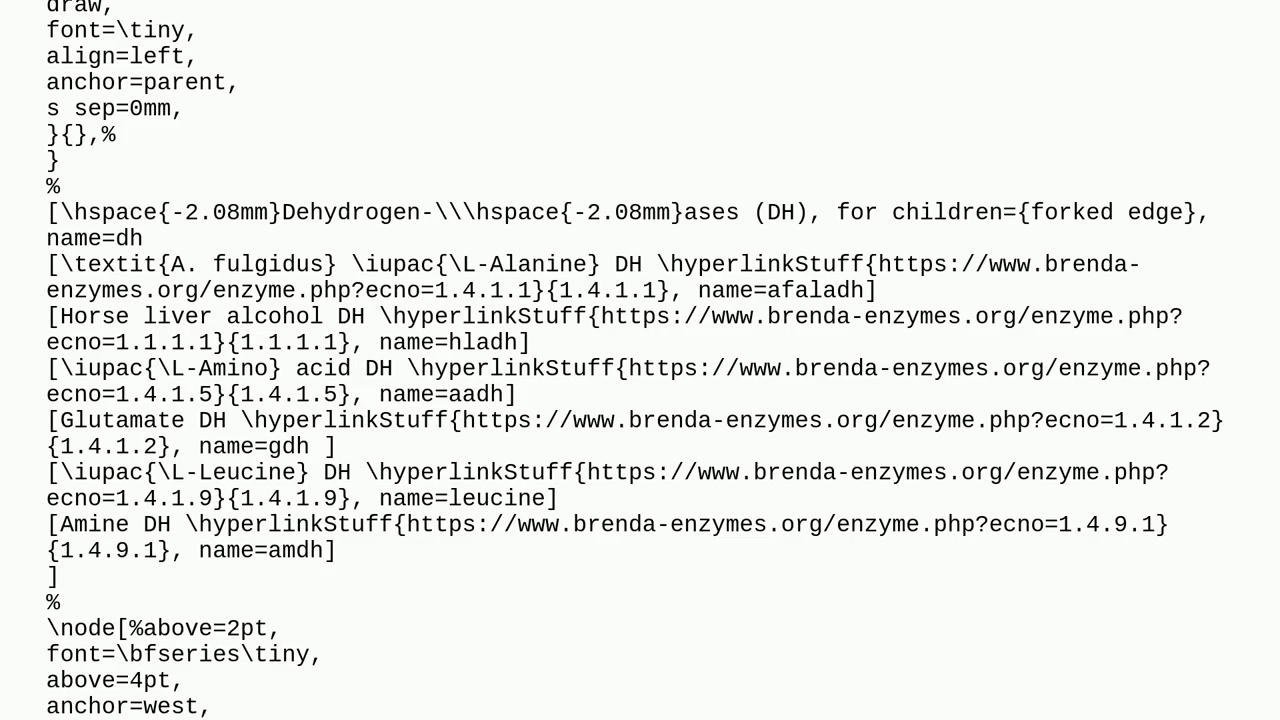 draw,
font=\tiny,
align=left,
anchor=parent,
s sep=0mm,
}{},%
}
%
[\hspace{-2.08mm}Dehydrogen-\\\hspace{-2.08mm}ases (DH), for children={forked edge},
name=dh
[\textit{A. fulgidus} \iupac{\L-Alanine} DH \hyperlinkStuff{https://www.brenda-
enzymes.org/enzyme.php?ecno=1.4.1.1}{1.4.1.1}, name=afaladh]
[Horse liver alcohol DH \hyperlinkStuff{https://www.brenda-enzymes.org/enzyme.php?
ecno=1.1.1.1}{1.1.1.1}, name=hladh]
[\iupac{\L-Amino} acid DH \hyperlinkStuff{https://www.brenda-enzymes.org/enzyme.php?
ecno=1.4.1.5}{1.4.1.5}, name=aadh]
[Glutamate DH \hyperlinkStuff{https://www.brenda-enzymes.org/enzyme.php?ecno=1.4.1.2}
{1.4.1.2}, name=gdh ]
[\iupac{\L-Leucine} DH \hyperlinkStuff{https://www.brenda-enzymes.org/enzyme.php?
ecno=1.4.1.9}{1.4.1.9}, name=leucine]
[Amine DH \hyperlinkStuff{https://www.brenda-enzymes.org/enzyme.php?ecno=1.4.9.1}
{1.4.9.1}, name=amdh]
]
%
\node[%above=2pt,
font=\bfseries\tiny,
above=4pt,
anchor=west,